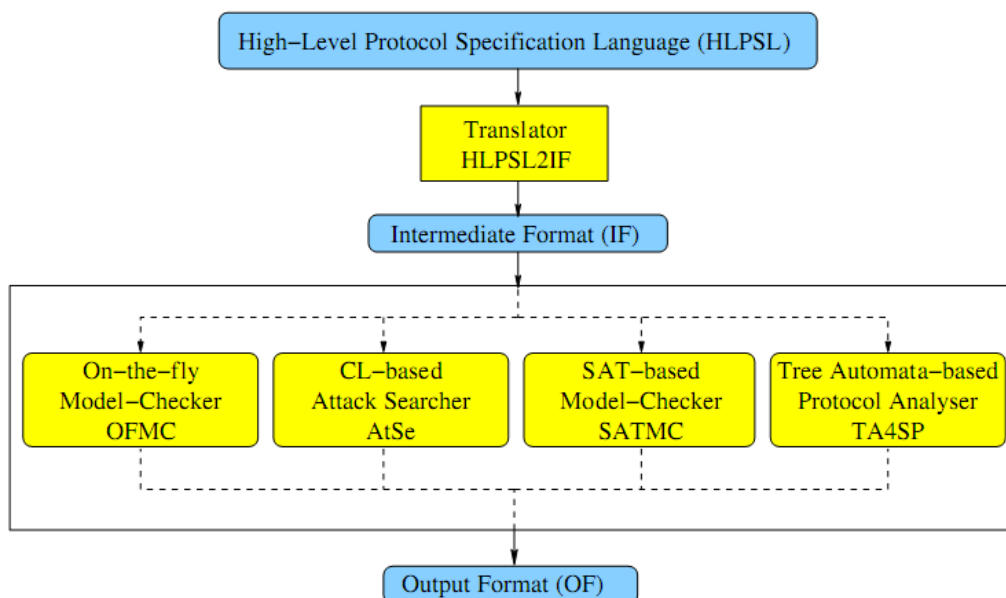 High−Level Protocol Specification Language (HLPSL)
Translator
HLPSL2IF
Intermediate Format (IF)
On−the−fly
Model−Checker
OFMC
CL−based
Attack Searcher
AtSe
SAT−based
Model−Checker
SATMC
Tree Automata−based
Protocol Analyser
TA4SP
Output Format (OF)